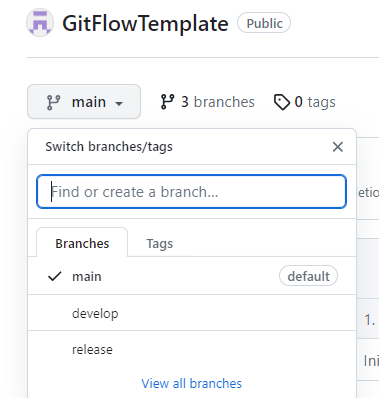 GitFlowTemplate Public
main 3 branches 0 tags
Switch branches/tags
Find or create a branch...
Branches Tags
main default
develop
1.
release
Ini
View all branches